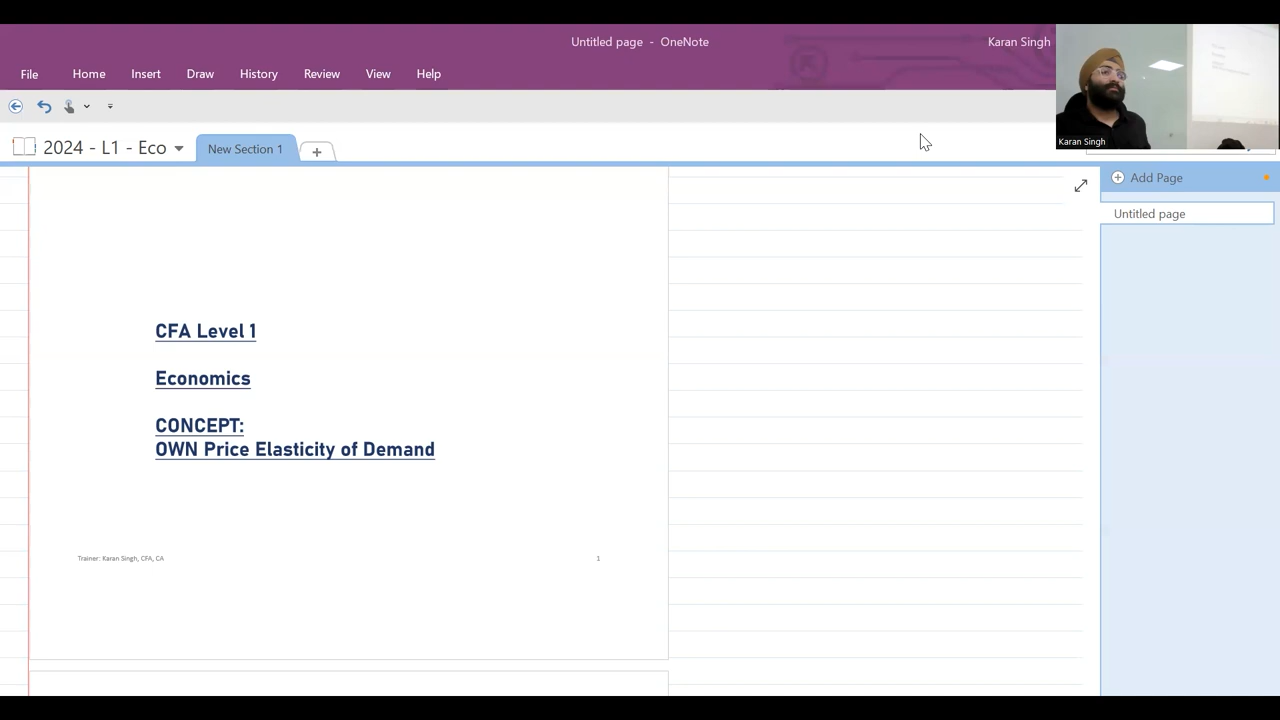 Untitled page - OneNote
Karan Singh
File Home Insert Draw History Review View Help
Karan Singh
2024 - L1 - Eco
New Section 1
Add Page
Untitled page
CFA Level 1
Economics
CONCEPT:
OWN Price Elasticity of Demand
Trainer: Karan Singh, CFA, CA
1